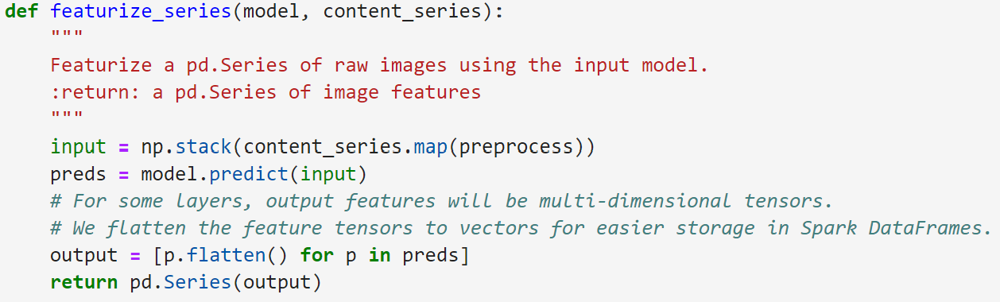 def featurize_series(model, content_series):
    """
    Featurize a pd.Series of raw images using the input model.
    :return: a pd.Series of image features
    """
    input = np.stack(content_series.map(preprocess))
    preds = model.predict(input)
    # For some layers, output features will be multi-dimensional tensors.
    # We flatten the feature tensors to vectors for easier storage in Spark DataFrames.
    output = [p.flatten() for p in preds]
    return pd.Series(output)